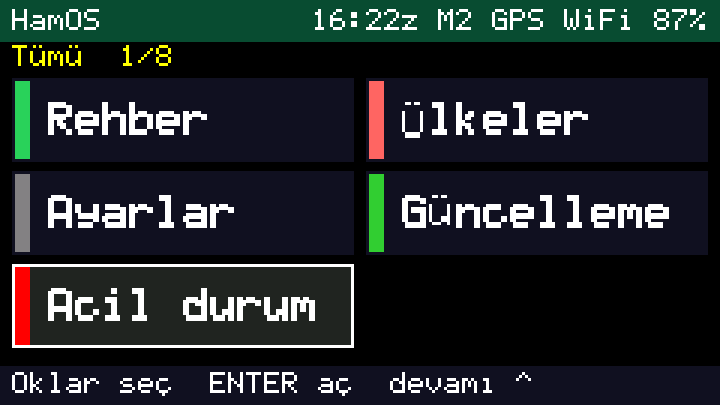 HamOS 16:22z M2 GPS WiFi 87%
Tümü 1/8
Rehber Ülkeler
Ayarlar Güncelleme
Acil durum
Oklar seç ENTER aç devamı ^